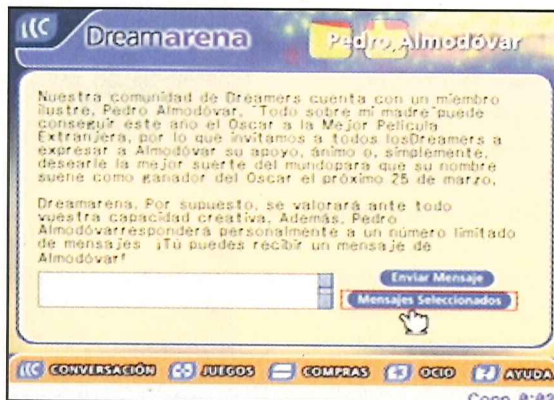 Dreamarena
Pedro Almodóvar
Nuestra comunidad de Dreamers cuenta con un miembro
ilustre, Pedro Almodóvar, "Todo sobre mi madre"puede
conseguir este año el Oscar a la Mejor Película
Extranjera, por lo que invitamos a todos losDreamers a
expresar a Almodóvar su apoyo, ánimo o, simplemente,
desearle la mejor suerte del mundopara que su nombre
suene como ganador del Oscar el próximo 25 de marzo.
Dreamarena. Por supuesto, se valorará ante todo
vuestra capacidad creativa. Además, Pedro
Almodóvarresponderá personalmente a un número limitado
de mensajes ¡Tú puedes recibir un mensaje de
Almodóvar!
Enviar Mensaje
Mensajes Seleccionados
CONVERSACIÓN JUEGOS COMPRAS OCIO AYUDA